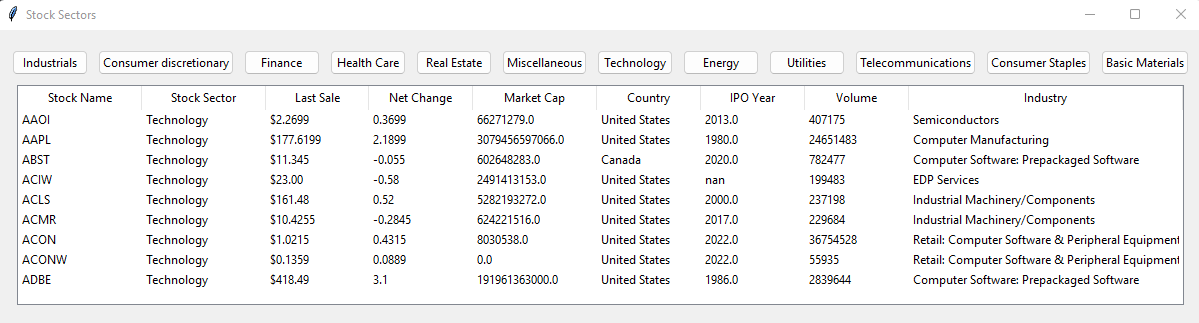 Stock Sectors
Industrials Consumer discretionary Finance Health Care Real Estate Miscellaneous Technology Energy Utilities Telecommunications Consumer Staples Basic Materials
Stock Name Stock Sector Last Sale Net Change Market Cap Country IPO Year Volume Industry
AAOI Technology $2.2699 0.3699 66271279.0 United States 2013.0 407175 Semiconductors
AAPL Technology $177.6199 2.1899 3079456597066.0 United States 1980.0 24651483 Computer Manufacturing
ABST Technology $11.345 -0.055 602648283.0 Canada 2020.0 782477 Computer Software: Prepackaged Software
ACIW Technology $23.00 -0.58 2491413153.0 United States nan 199483 EDP Services
ACLS Technology $161.48 0.52 5282193272.0 United States 2000.0 237198 Industrial Machinery/Components
ACMR Technology $10.4255 -0.2845 624221516.0 United States 2017.0 229684 Industrial Machinery/Components
ACON Technology $1.0215 0.4315 8030538.0 United States 2022.0 36754528 Retail: Computer Software & Peripheral Equipment
ACONW Technology $0.1359 0.0889 0.0 United States 2022.0 55935 Retail: Computer Software & Peripheral Equipment
ADBE Technology $418.49 3.1 191961363000.0 United States 1986.0 2839644 Computer Software: Prepackaged Software